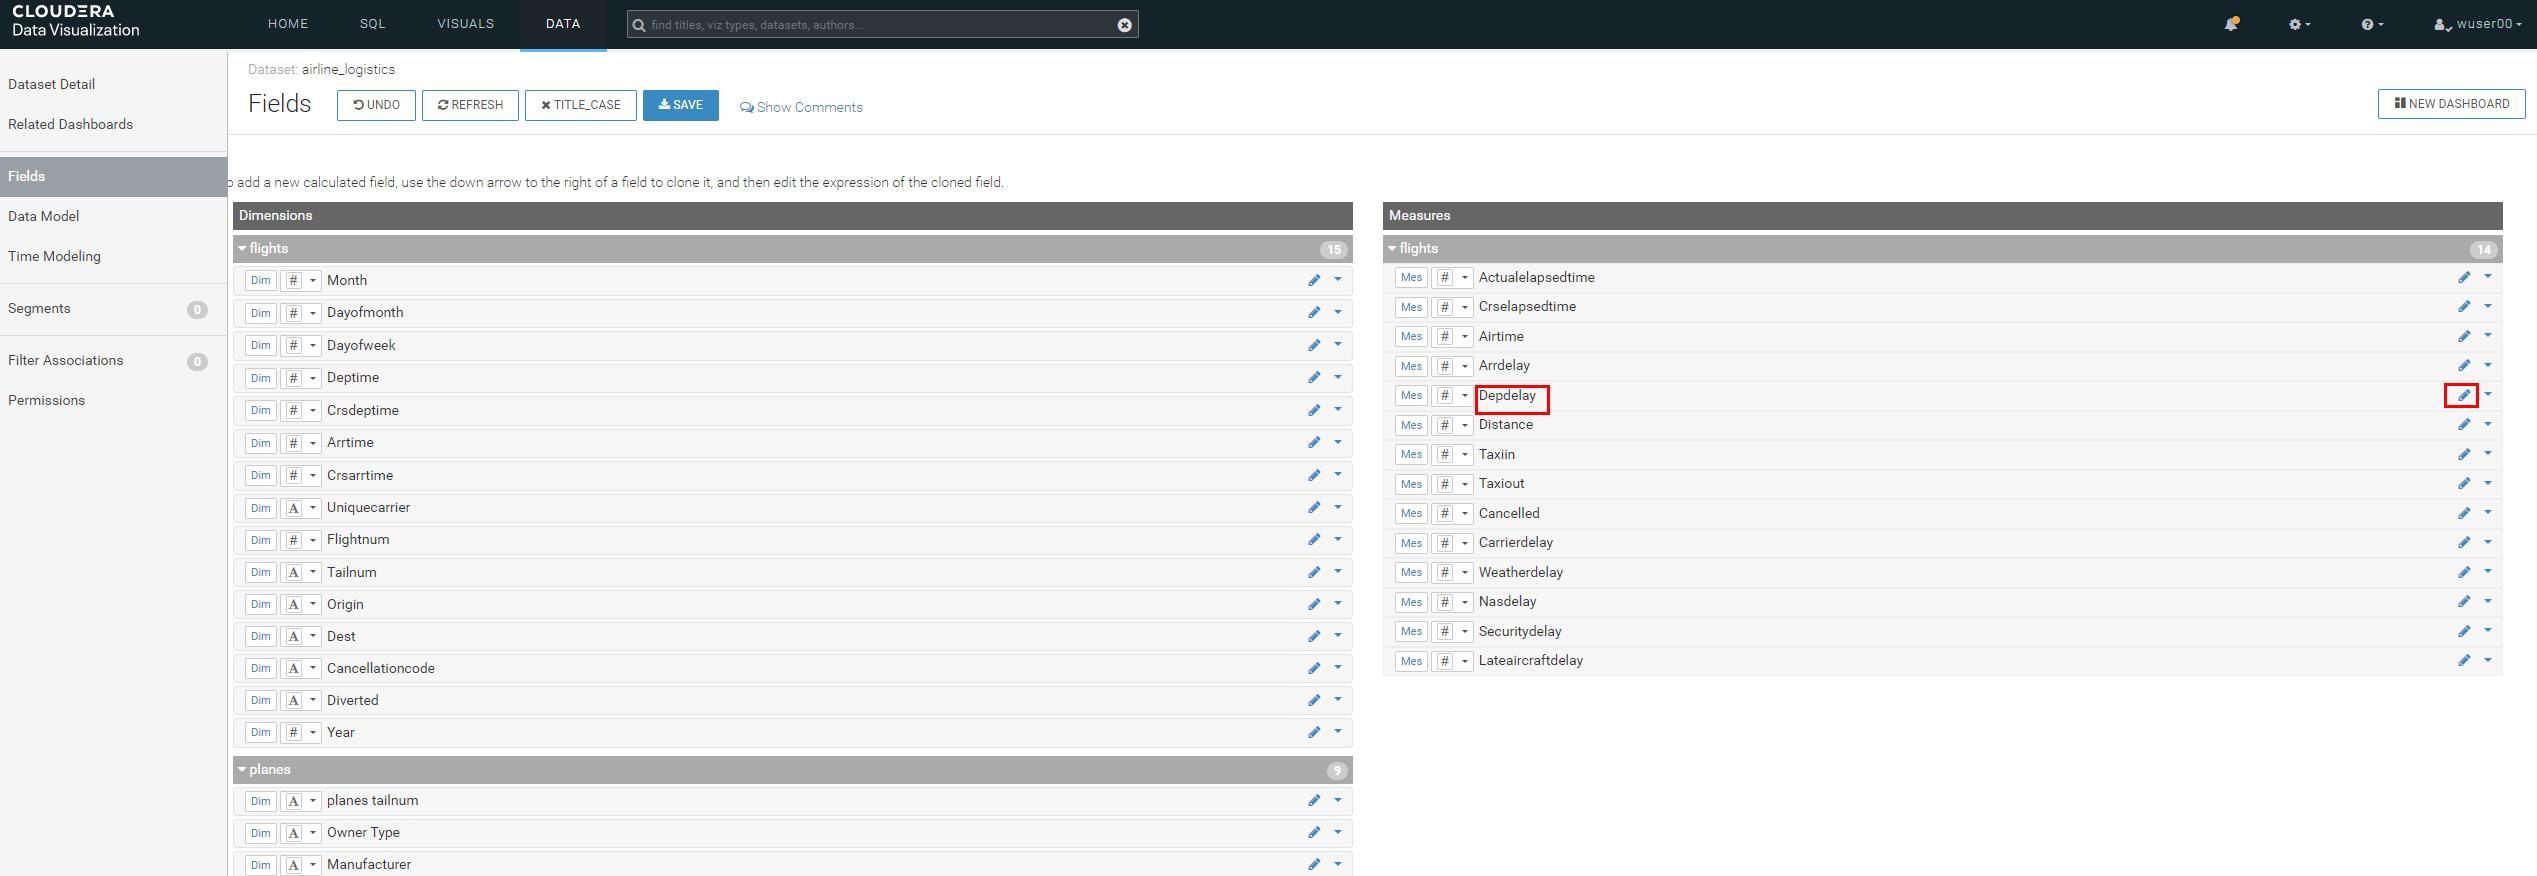 CLOUDERA
Data Visualization
HOME
SQL
VISUALS
DATA
find titles, viz types, datasets, authors...
wuser00
Dataset Detail
Related Dashboards
Fields
Data Model
Time Modeling
Segments 0
Filter Associations 0
Permissions
Dataset: airline_logistics
Fields
UNDO
REFRESH
TITLE_CASE
SAVE
Show Comments
NEW DASHBOARD
o add a new calculated field, use the down arrow to the right of a field to clone it, and then edit the expression of the cloned field.
Dimensions
flights 15
Dim # Month
Dim # Dayofmonth
Dim # Dayofweek
Dim # Deptime
Dim # Crsdeptime
Dim # Arrtime
Dim # Crsarrtime
Dim A Uniquecarrier
Dim # Flightnum
Dim A Tailnum
Dim A Origin
Dim A Dest
Dim A Cancellationcode
Dim A Diverted
Dim # Year
planes 9
Dim A planes tailnum
Dim A Owner Type
Dim A Manufacturer
Measures
flights 14
Mes # Actualelapsedtime
Mes # Crselapsedtime
Mes # Airtime
Mes # Arrdelay
Mes # Depdelay
Mes # Distance
Mes # Taxiin
Mes # Taxiout
Mes # Cancelled
Mes # Carrierdelay
Mes # Weatherdelay
Mes # Nasdelay
Mes # Securitydelay
Mes # Lateaircraftdelay